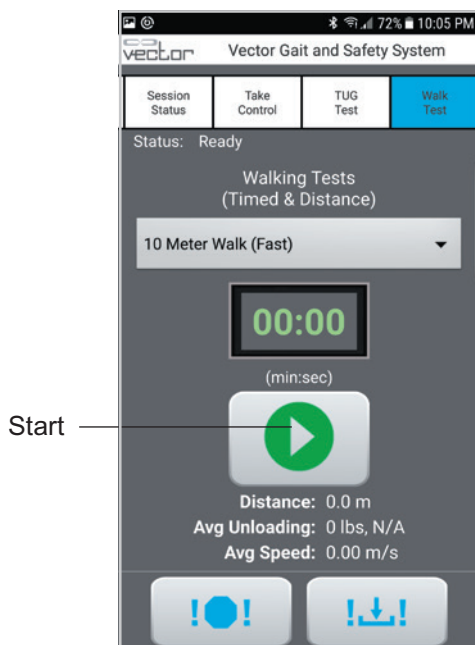 72% 10:05 PM
vector Vector Gait and Safety System
Session Status
Take Control
TUG Test
Walk Test
Status: Ready
Walking Tests
(Timed & Distance)
10 Meter Walk (Fast)
00:00
(min:sec)
Start
Distance: 0.0 m
Avg Unloading: 0 lbs, N/A
Avg Speed: 0.00 m/s
! !
! !